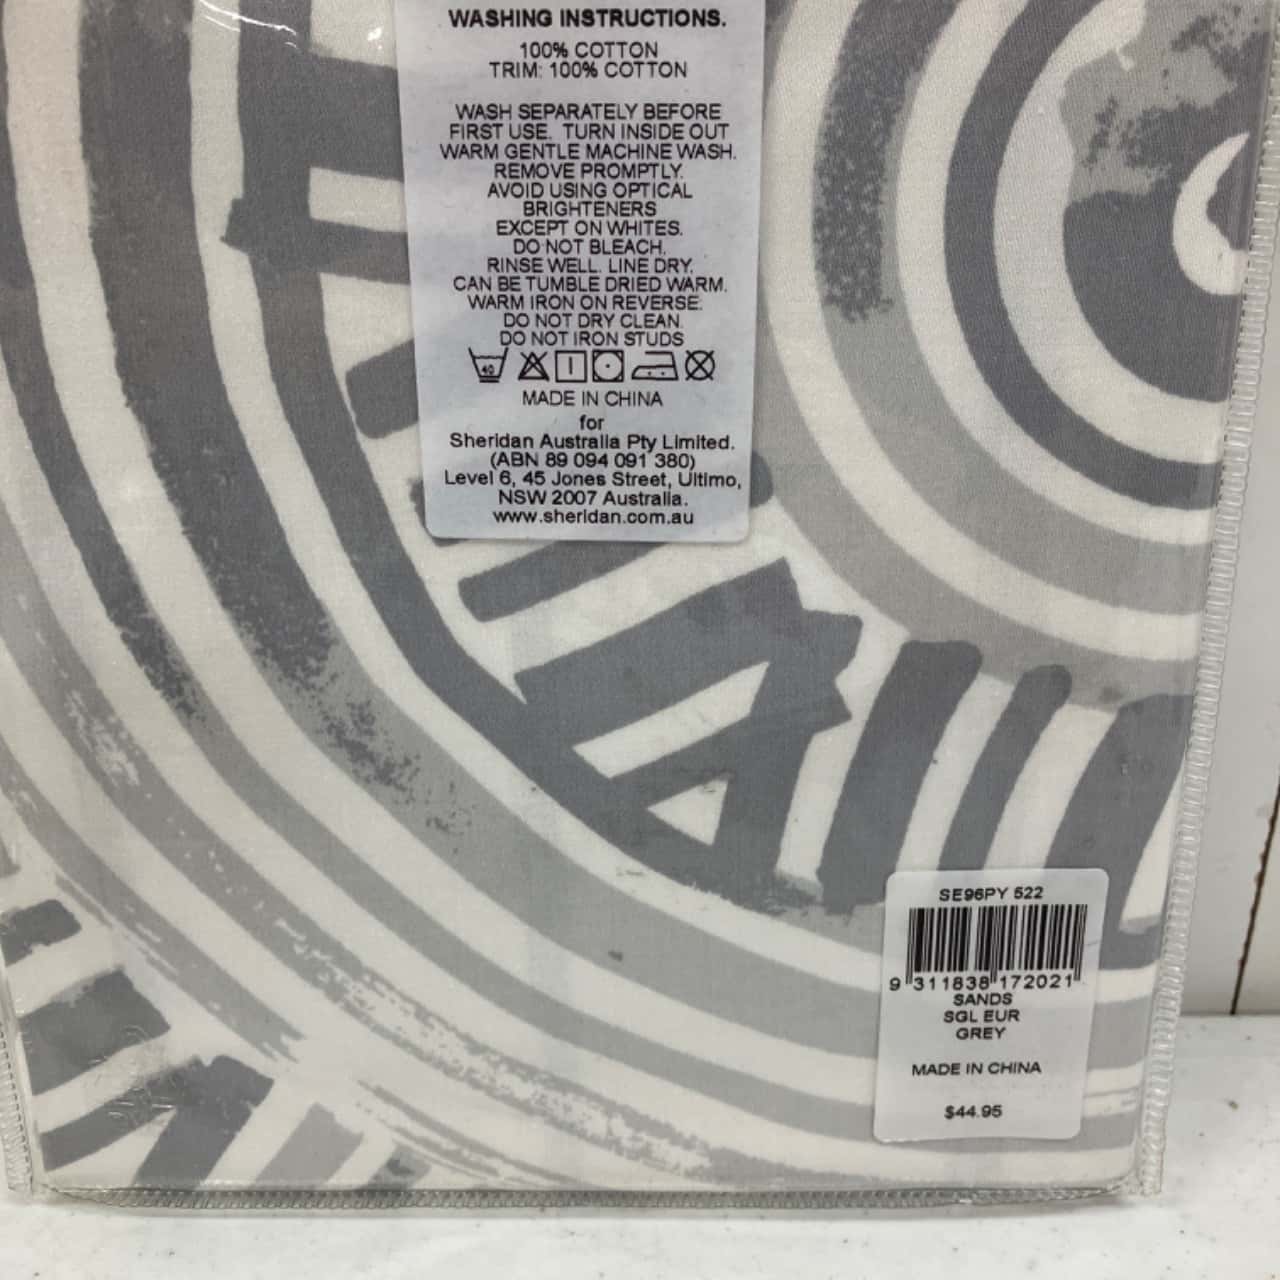 WASHING INSTRUCTIONS.
100% COTTON
TRIM: 100% COTTON
WASH SEPARATELY BEFORE
FIRST USE. TURN INSIDE OUT
WARM GENTLE MACHINE WASH.
REMOVE PROMPTLY.
AVOID USING OPTICAL
BRIGHTENERS
EXCEPT ON WHITES.
DO NOT BLEACH.
RINSE WELL. LINE DRY.
CAN BE TUMBLE DRIED WARM.
WARM IRON ON REVERSE.
DO NOT DRY CLEAN.
DO NOT IRON STUDS
40
MADE IN CHINA
for
Sheridan Australia Pty Limited.
(ABN 89 094 091 380)
Level 6, 45 Jones Street, Ultimo,
NSW 2007 Australia.
www.sheridan.com.au
SE96PY 522
9 311838 172021
SANDS
SGL EUR
GREY
MADE IN CHINA
$44.95